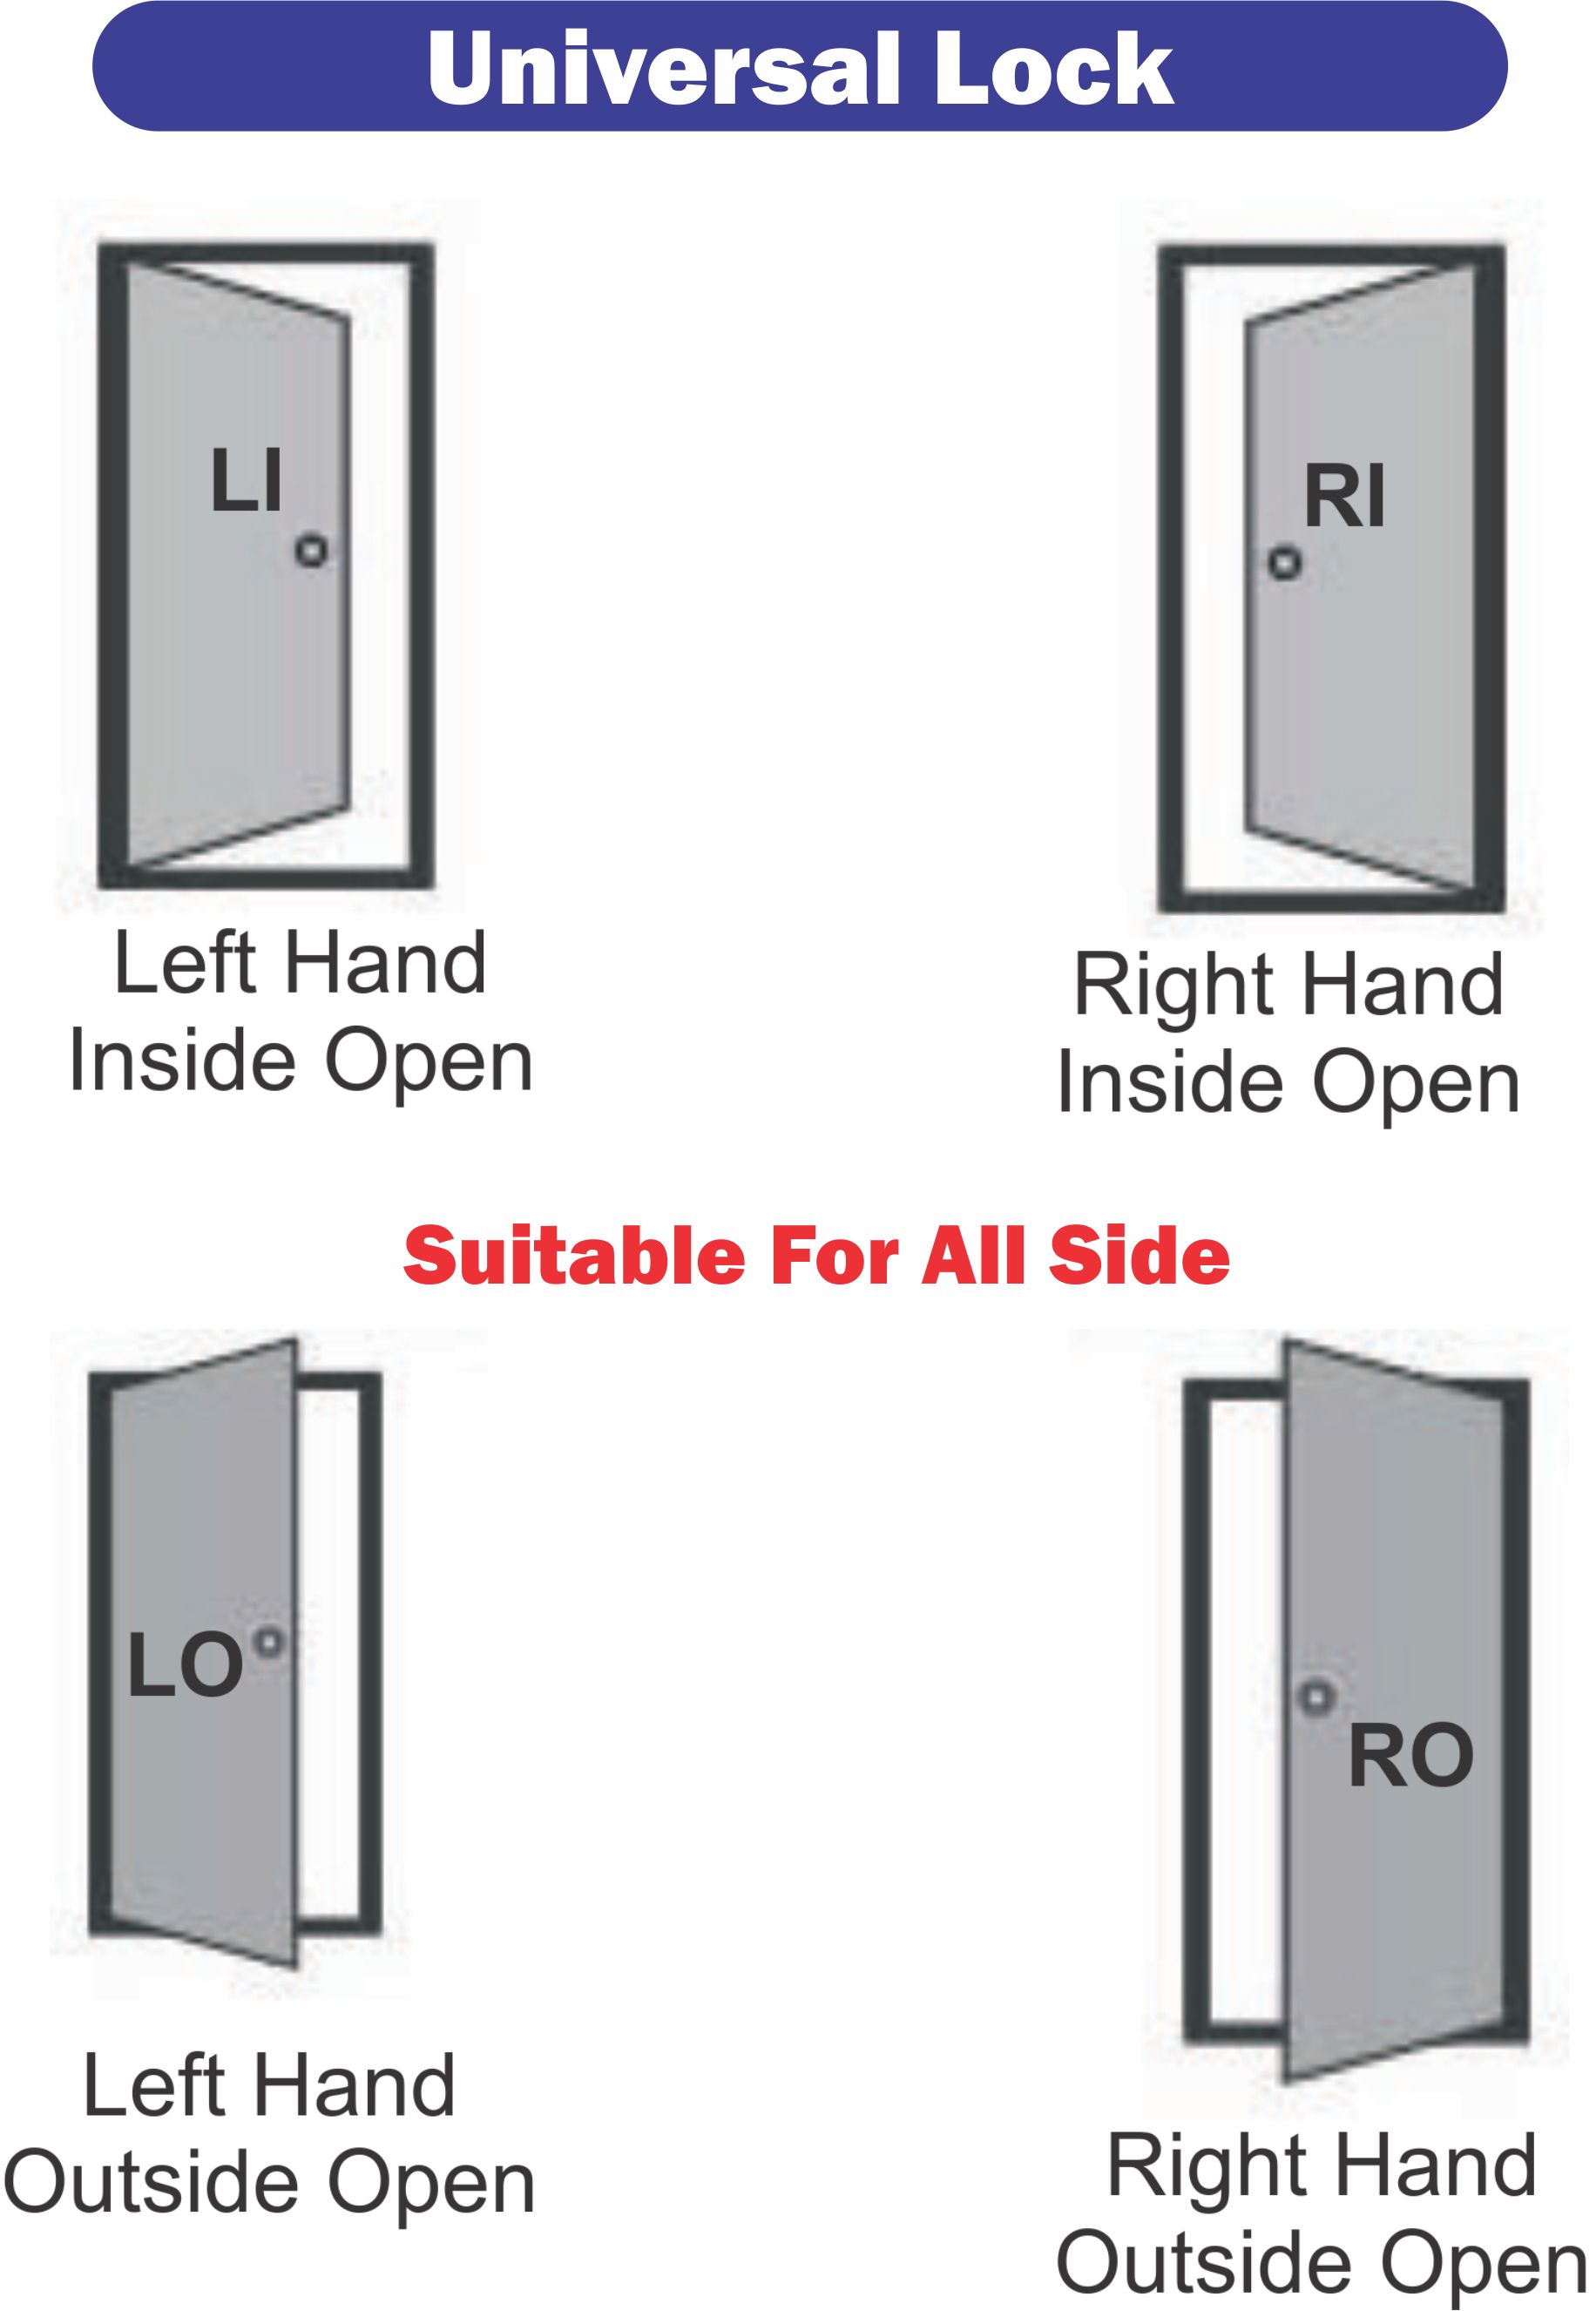 Universal Lock
LI
RI
Left Hand
Inside Open
Right Hand
Inside Open
Suitable For All Side
LO
RO
Left Hand
Outside Open
Right Hand
Outside Open